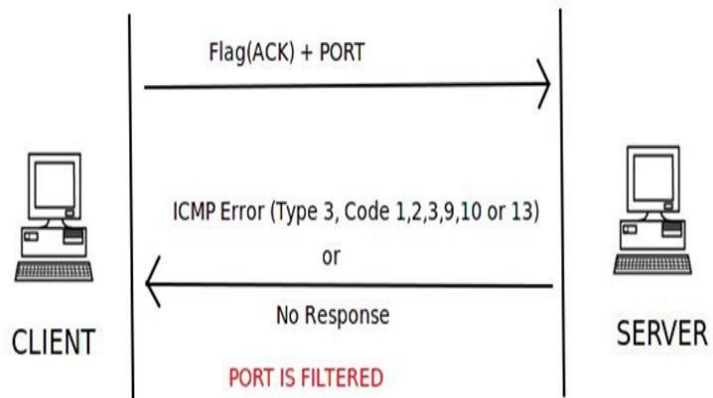 Flag(ACK) + PORT
ICMP Error (Type 3, Code 1,2,3,9,10 or 13)
or
No Response
CLIENT
SERVER
PORT IS FILTERED